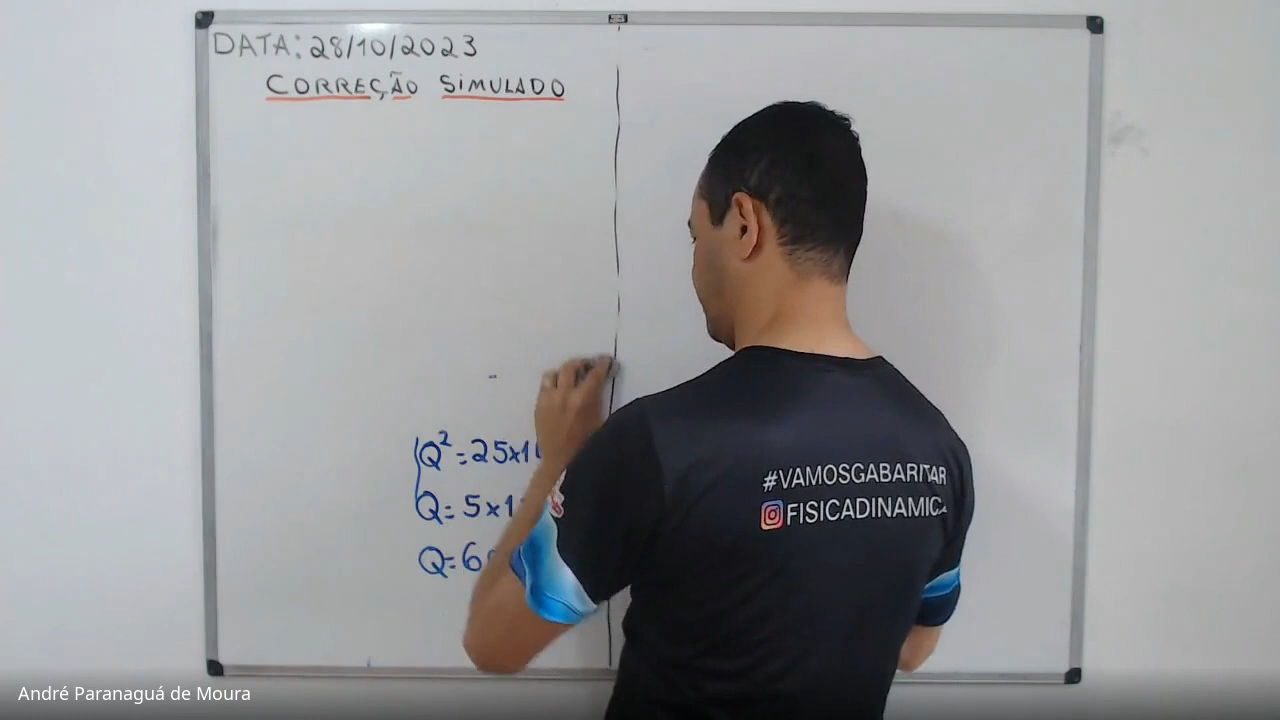 DATA: 28/10/2023
CORREÇÃO SIMULADO
Q²=25x1
Q=5x1
Q=6
#VAMOSGABARITAR
FISICADINAMICA
André Paranaguá de Moura